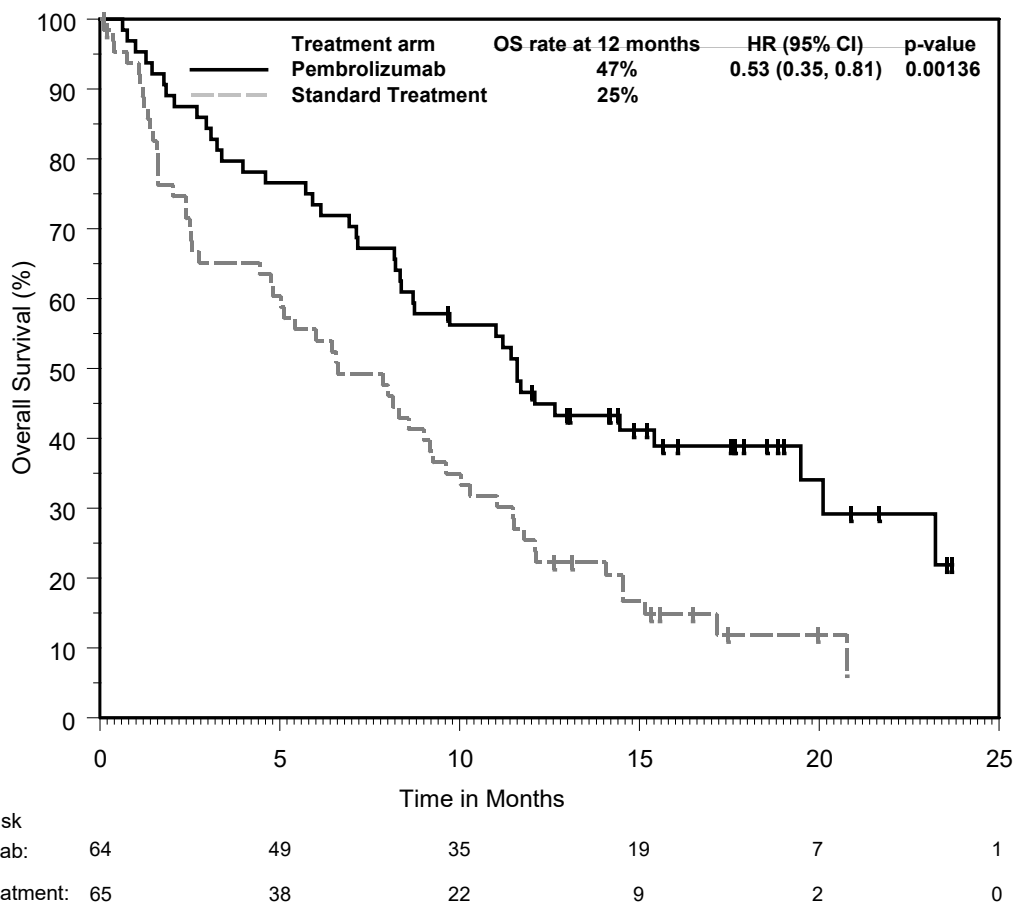 Treatment arm OS rate at 12 months HR (95% CI) p-value
Pembrolizumab 47% 0.53 (0.35, 0.81) 0.00136
Standard Treatment 25%
100
90
80
70
60
50
40
30
20
10
0
Overall Survival (%)
0 5 10 15 20 25
Time in Months
sk
ab: 64 49 35 19 7 1
atment: 65 38 22 9 2 0